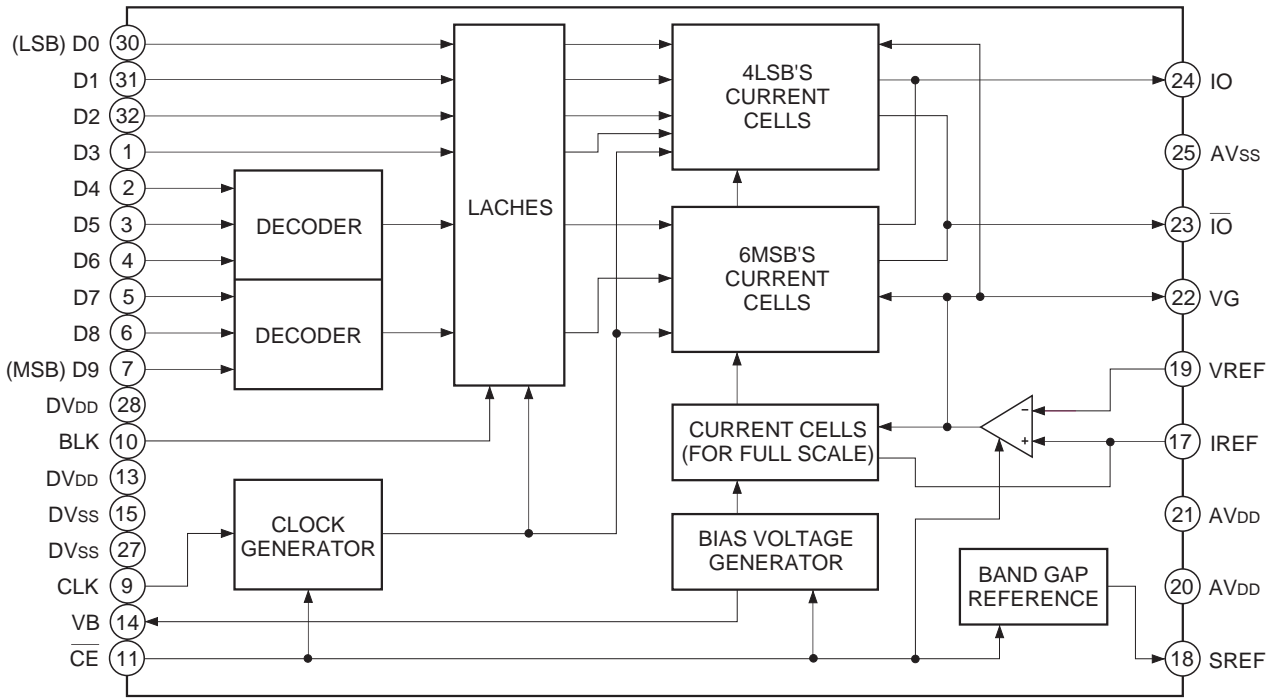 (LSB) D0 30
D1 31
D2 32
D3 1
D4 2
D5 3
D6 4
D7 5
D8 6
(MSB) D9 7
DVDD 28
BLK 10
DVDD 13
DVSS 15
DVSS 27
CLK 9
VB 14
C̅E̅ 11
DECODER
DECODER
CLOCK
GENERATOR
LACHES
4LSB'S
CURRENT
CELLS
6MSB'S
CURRENT
CELLS
CURRENT CELLS
(FOR FULL SCALE)
BIAS VOLTAGE
GENERATOR
−
+
BAND GAP
REFERENCE
24 IO
25 AVSS
23 I̅O̅
22 VG
19 VREF
17 IREF
21 AVDD
20 AVDD
18 SREF